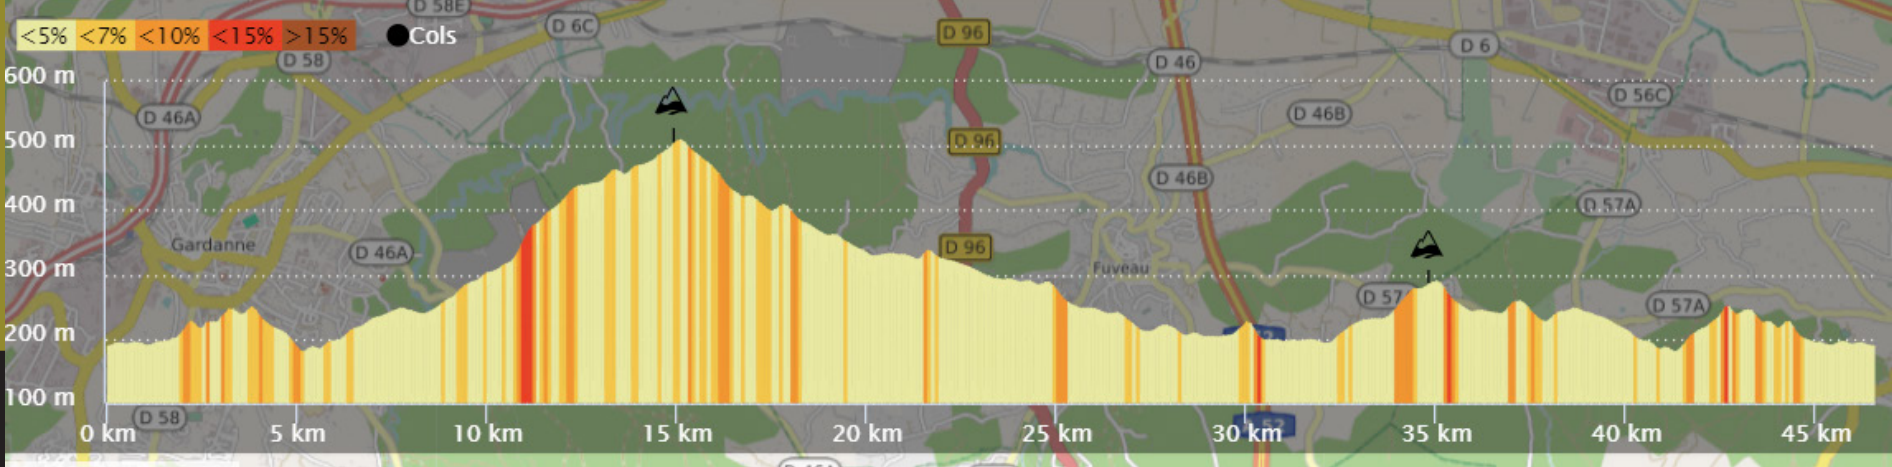 D 58E
<5% <7% <10% <15% >15% Cols
D 6C
D 96
D 6
D 58
D 46
600 m
D 56C
D 46A
D 46B
500 m
D 96
D 46B
400 m
D 57A
Gardanne
D 46A
D 96
300 m
Fuveau
D 57A
200 m
100 m
D 58
52
0 km 5 km 10 km 15 km 20 km 25 km 30 km 35 km 40 km 45 km